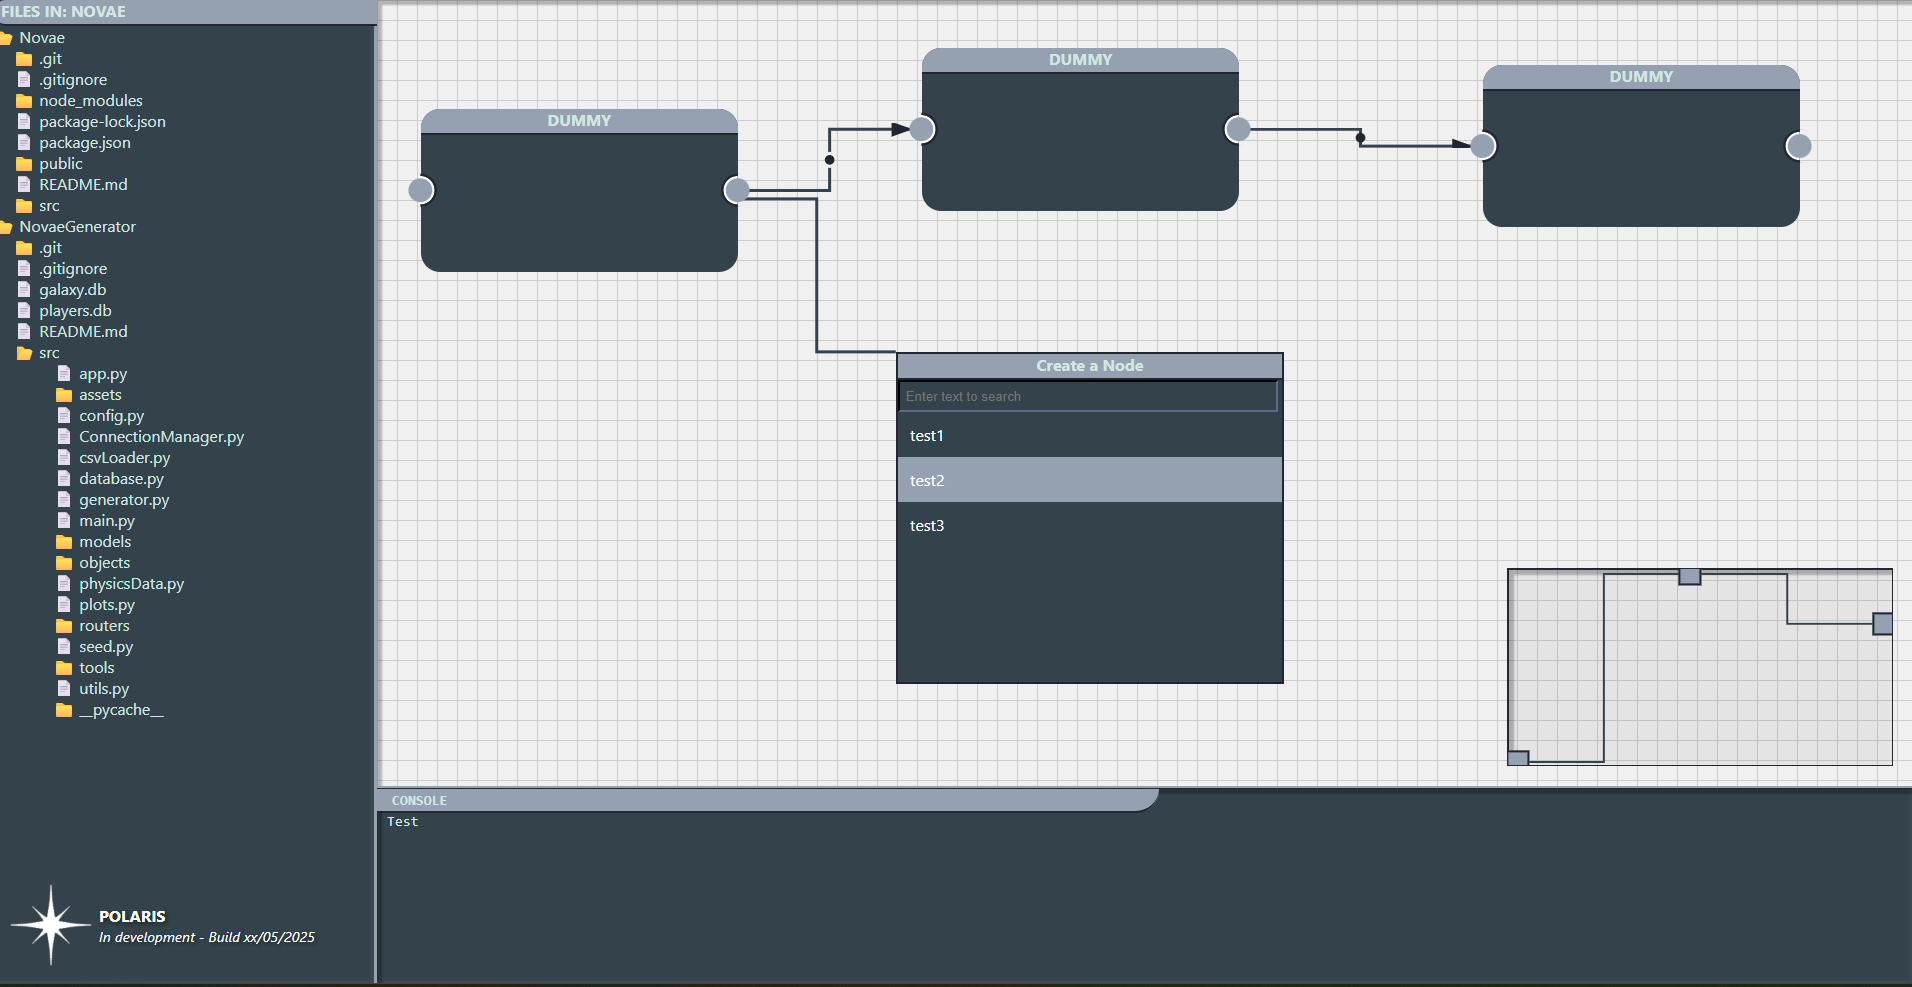 FILES IN: NOVAE
Novae
.git
.gitignore
node_modules
package-lock.json
package.json
public
README.md
src
NovaeGenerator
.git
.gitignore
galaxy.db
players.db
README.md
src
app.py
assets
config.py
ConnectionManager.py
csvLoader.py
database.py
generator.py
main.py
models
objects
physicsData.py
plots.py
routers
seed.py
tools
utils.py
__pycache__
POLARIS
In development - Build xx/05/2025
DUMMY
DUMMY
DUMMY
Create a Node
Enter text to search
test1
test2
test3
CONSOLE
Test